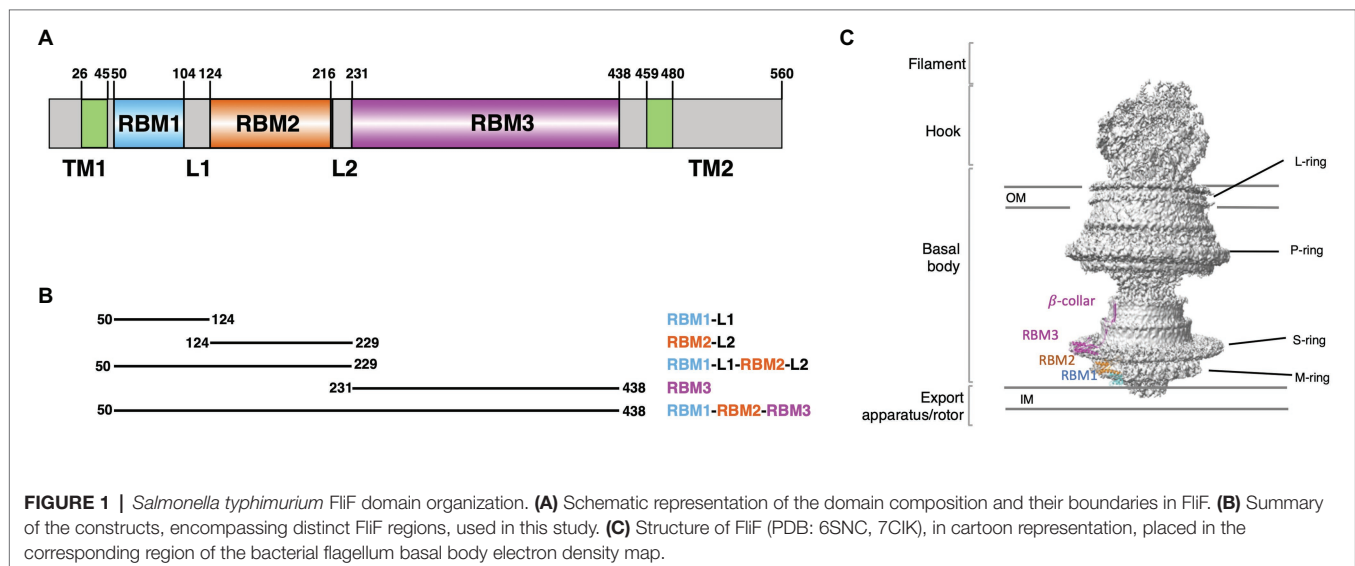 A
26 45 50 104 124 216 231 438 459 480 560
RBM1 RBM2 RBM3
TM1 L1 L2 TM2
B
50 124 RBM1-L1
124 229 RBM2-L2
50 229 RBM1-L1-RBM2-L2
231 438 RBM3
50 438 RBM1-RBM2-RBM3
C
Filament
Hook
L-ring
OM
Basal
body
P-ring
β-collar
RBM3
S-ring
RBM2
RBM1
M-ring
Export
apparatus/rotor
IM
FIGURE 1 | Salmonella typhimurium FliF domain organization. (A) Schematic representation of the domain composition and their boundaries in FliF. (B) Summary
of the constructs, encompassing distinct FliF regions, used in this study. (C) Structure of FliF (PDB: 6SNC, 7CIK), in cartoon representation, placed in the
corresponding region of the bacterial flagellum basal body electron density map.